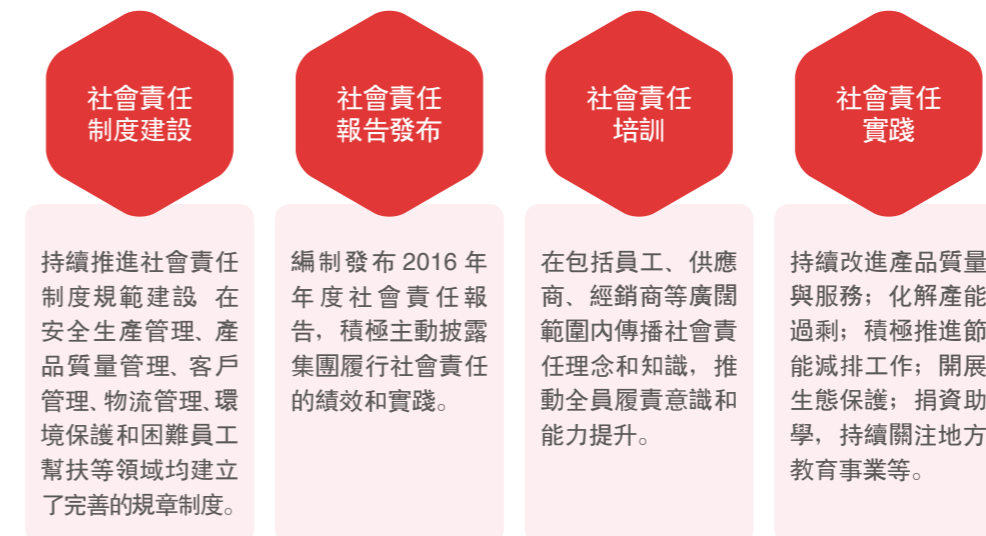 社會責任
制度建設
持續推進社會責任
制度規範建設 在
安全生產管理、產
品質量管理、客戶
管理、物流管理、環
境保護和困難員工
幫扶等領域均建立
了完善的規章制度。
社會責任
報告發布
編制發布 2016 年
年度社會責任報
告，積極主動披露
集團履行社會責任
的績效和實踐。
社會責任
培訓
在包括員工、供應
商、經銷商等廣闊
範圍内傳播社會責
任理念和知識，推
動全員履責意識和
能力提升。
社會責任
實踐
持續改進產品質量
與服務；化解產能
過剩；積極推進節
能減排工作；開展
生態保護；捐資助
學，持續關注地方
教育事業等。